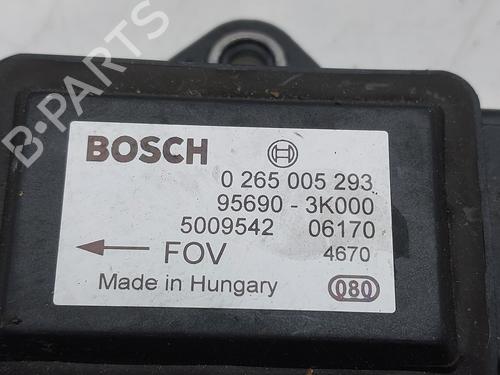 B-PARTS
BOSCH
0 265 005 293
95690 - 3K000
5009542 06170
FOV 4670
Made in Hungary 080